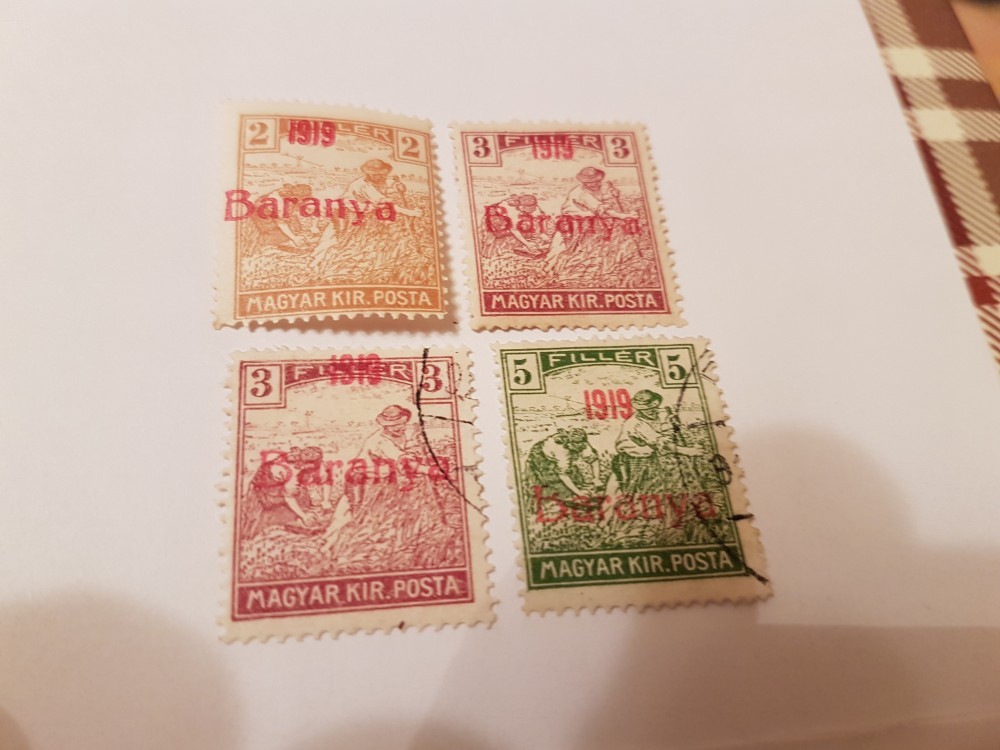 2 FILLÉR 2
1919
Baranya
MAGYAR KIR. POSTA
3 FILLÉR 3
1919
Baranya
MAGYAR KIR. POSTA
3 FILLÉR 3
1919
Baranya
MAGYAR KIR. POSTA
5 FILLÉR 5
1919
Baranya
MAGYAR KIR. POSTA